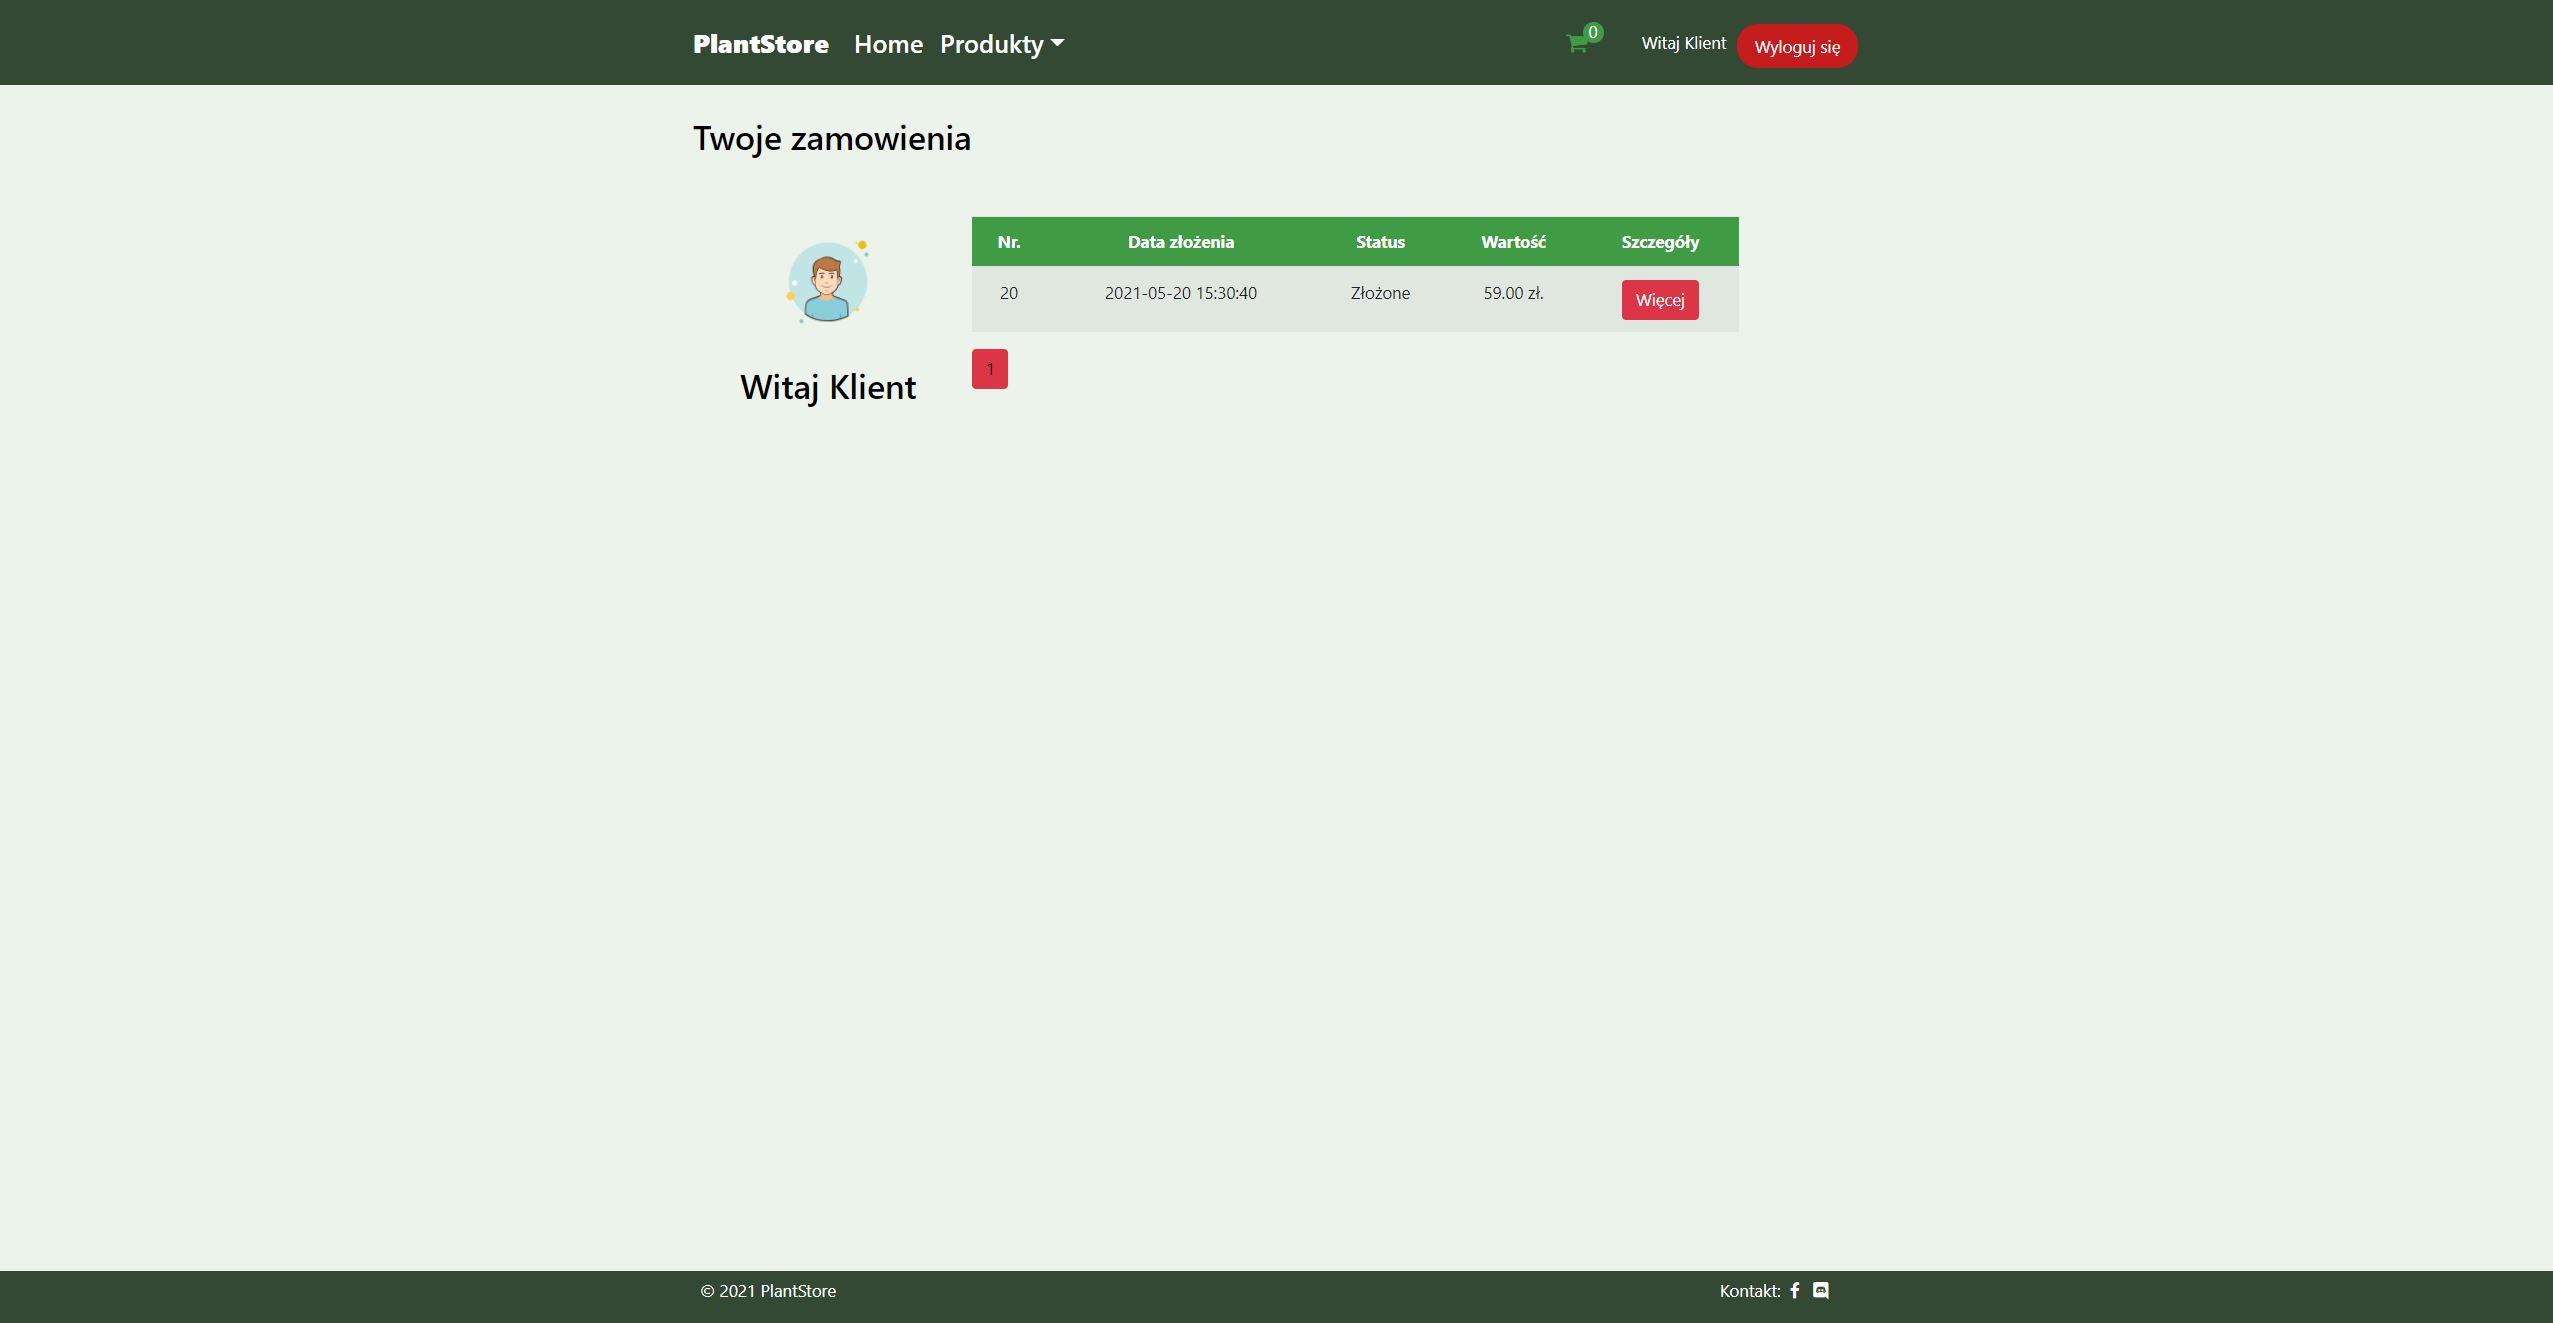 PlantStore Home Produkty 0 Witaj Klient Wyloguj się
Twoje zamowienia
Nr. Data złożenia Status Wartość Szczegóły
20 2021-05-20 15:30:40 Złożone 59.00 zł. Więcej
1
Witaj Klient
© 2021 PlantStore Kontakt: